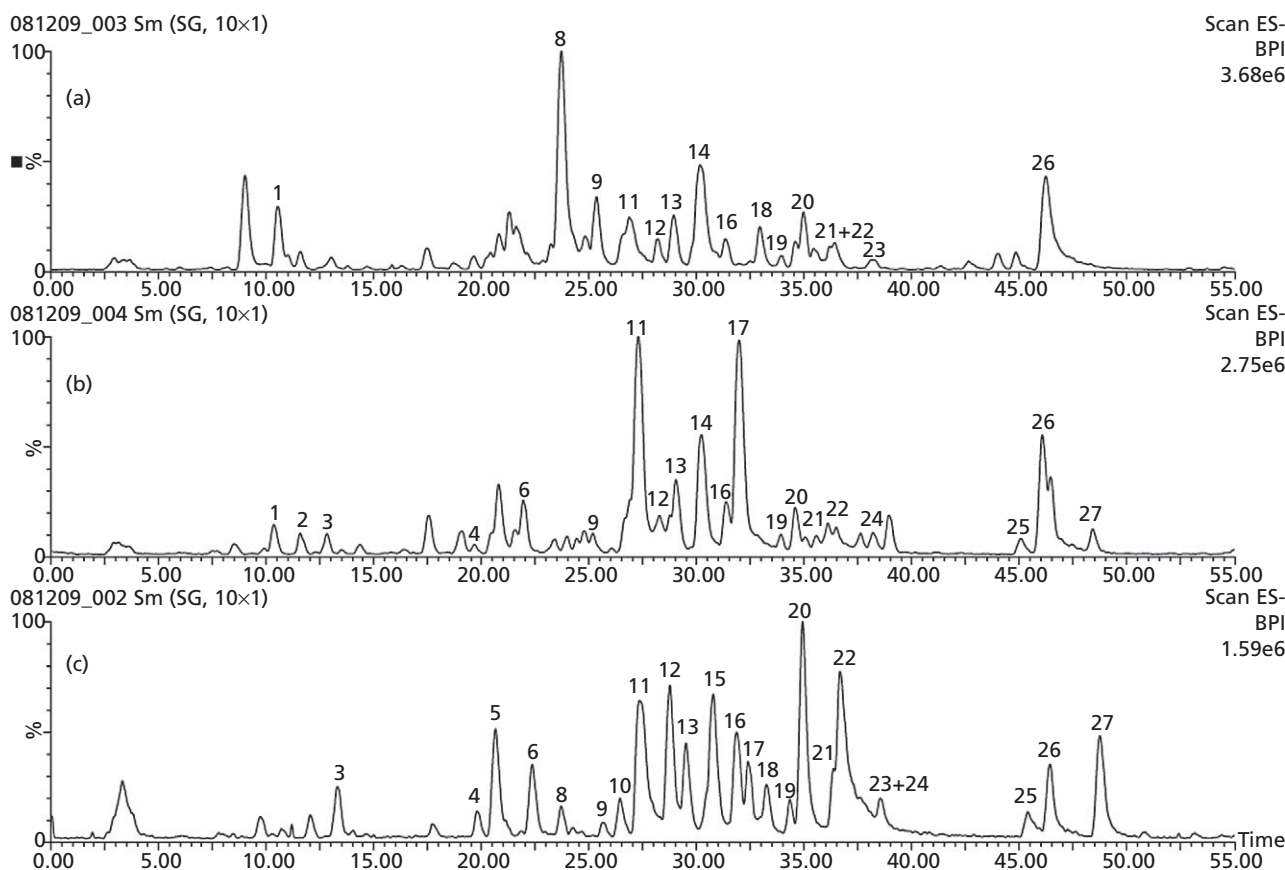 081209_003 Sm (SG, 10×1)
Scan ES-
BPI
3.68e6
100
(a)
%
0
1 8 9 11 12 13 14 16 18 19 20 21+22 23 26
0.00 5.00 10.00 15.00 20.00 25.00 30.00 35.00 40.00 45.00 50.00 55.00
081209_004 Sm (SG, 10×1)
Scan ES-
BPI
2.75e6
100
(b)
%
0
1 2 3 4 6 9 11 12 13 14 16 17 19 20 21 22 24 25 26 27
0.00 5.00 10.00 15.00 20.00 25.00 30.00 35.00 40.00 45.00 50.00 55.00
081209_002 Sm (SG, 10×1)
Scan ES-
BPI
1.59e6
100
(c)
%
0
3 4 5 6 8 9 10 11 12 13 15 16 17 18 19 20 21 22 23+24 25 26 27
Time
0.00 5.00 10.00 15.00 20.00 25.00 30.00 35.00 40.00 45.00 50.00 55.00